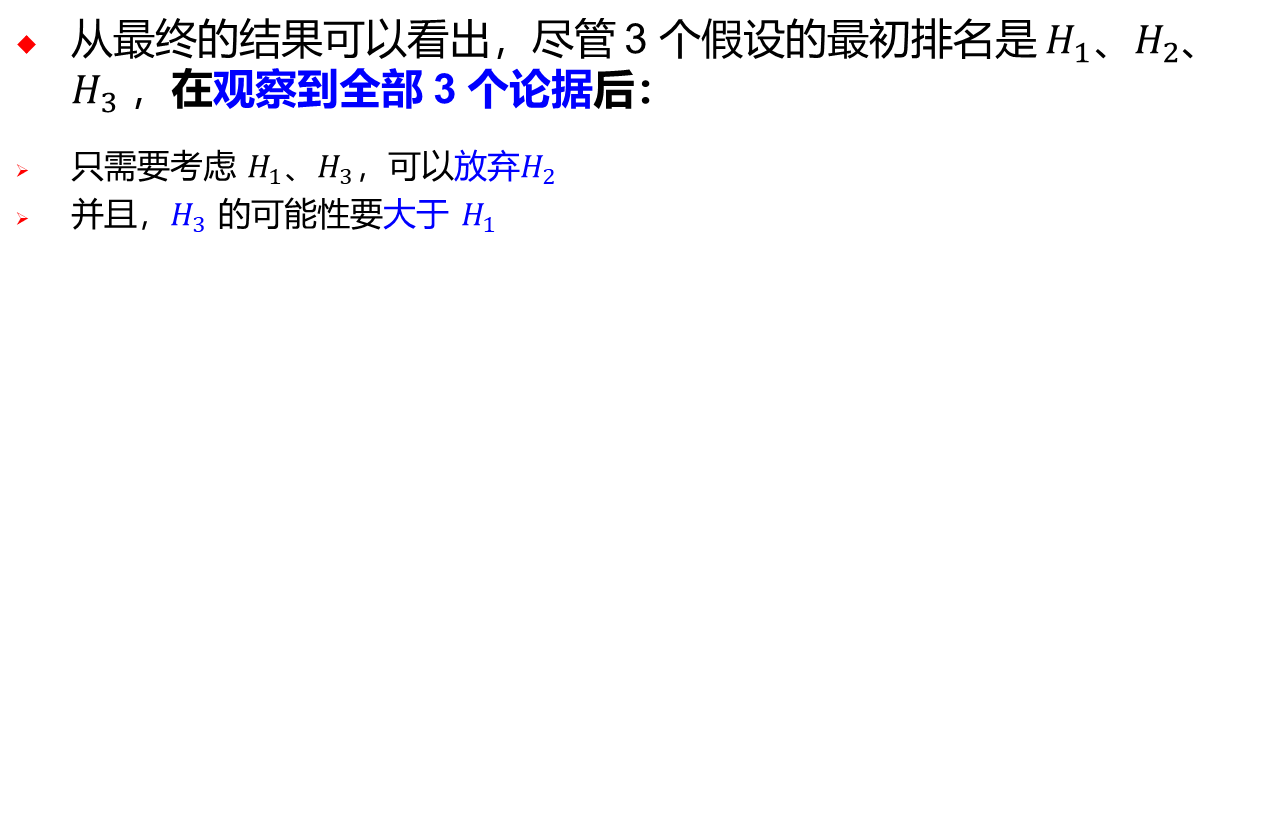 从最终的结果可以看出，尽管 3 个假设的最初排名是 H₁、H₂、
H₃ ，在观察到全部 3 个论据后：
只需要考虑 H₁、H₃，可以放弃H₂
并且，H₃ 的可能性要大于 H₁